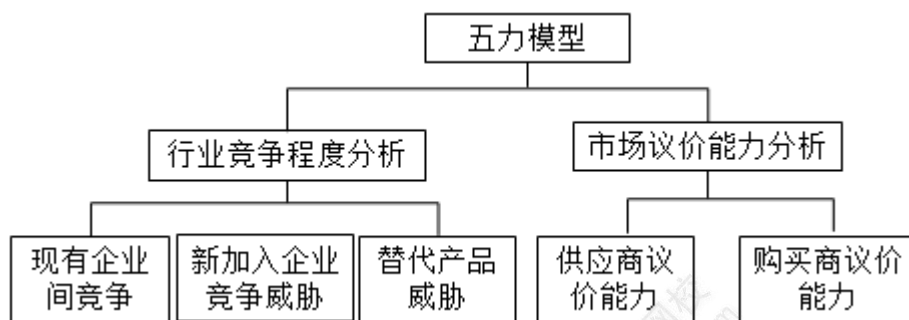 五力模型
行业竞争程度分析
市场议价能力分析
现有企业
间竞争
新加入企业
竞争威胁
替代产品
威胁
供应商议
价能力
购买商议价
能力
网校